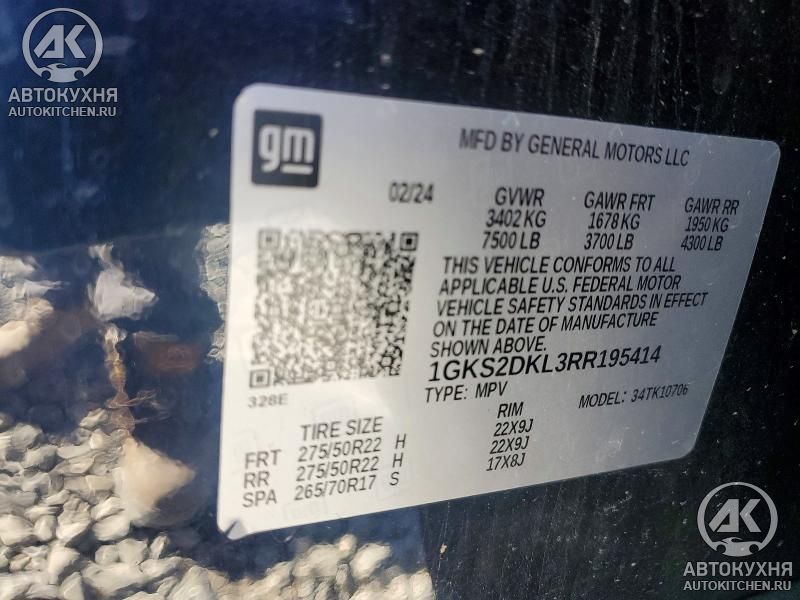 AK
АВТОКУХНЯ
AUTOKITCHEN.RU
gm
MFD BY GENERAL MOTORS LLC
02/24
GVWR GAWR FRT GAWR RR
3402 KG 1678 KG 1950 KG
7500 LB 3700 LB 4300 LB
THIS VEHICLE CONFORMS TO ALL
APPLICABLE U.S. FEDERAL MOTOR
VEHICLE SAFETY STANDARDS IN EFFECT
ON THE DATE OF MANUFACTURE
SHOWN ABOVE.
1GKS2DKL3RR195414
TYPE: MPV MODEL: 34TK10706
328E
TIRE SIZE RIM
FRT 275/50R22 H 22X9J
RR 275/50R22 H 22X9J
SPA 265/70R17 S 17X8J
AK
АВТОКУХНЯ
AUTOKITCHEN.RU